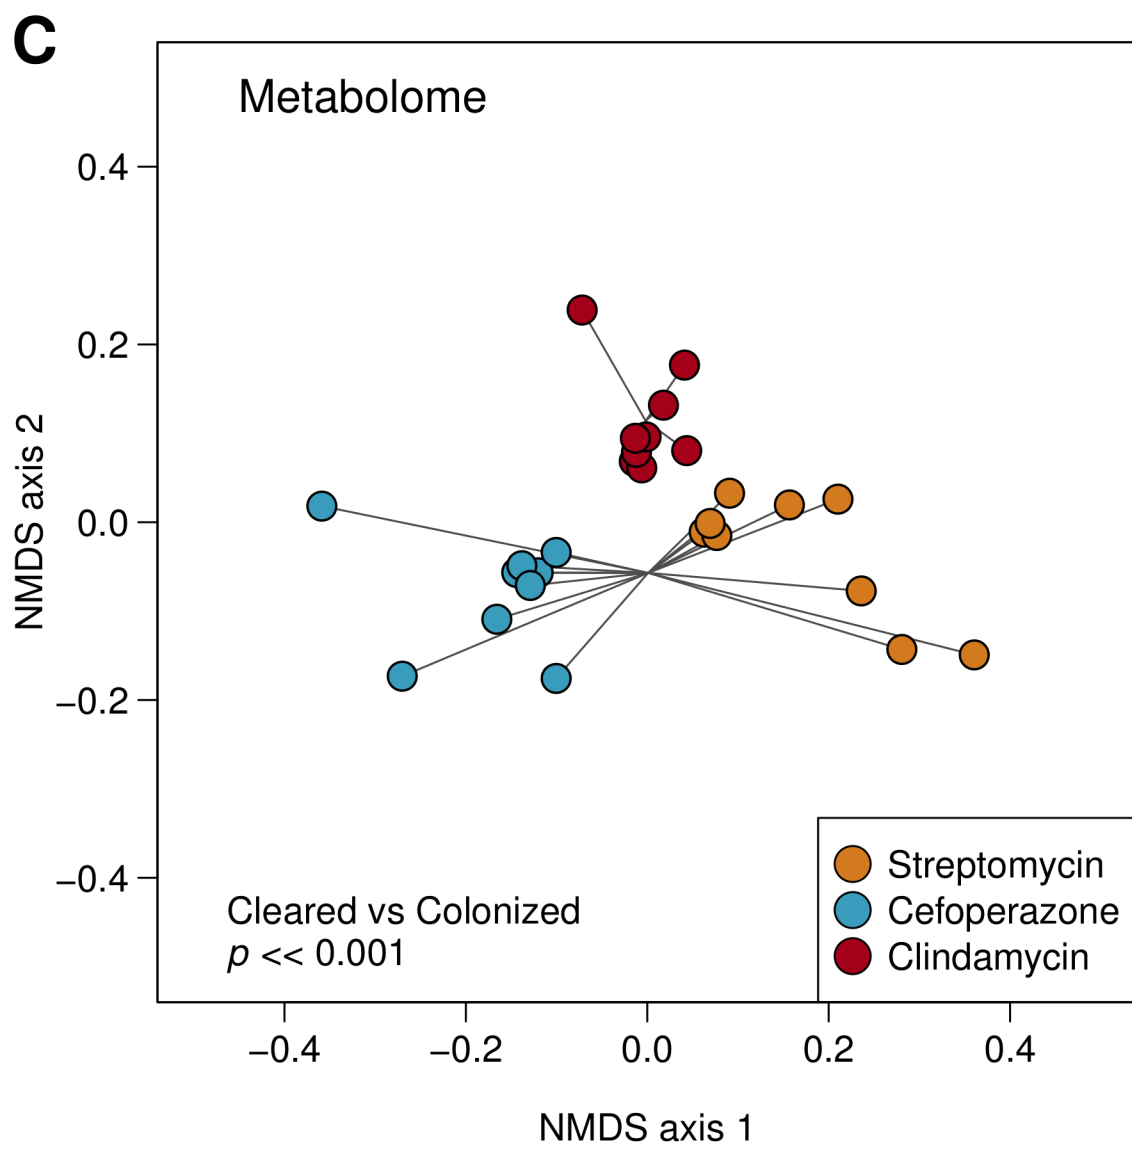 C
Metabolome
0.4
0.2
0.0
−0.2
−0.4
NMDS axis 2
Cleared vs Colonized
p << 0.001
Streptomycin
Cefoperazone
Clindamycin
−0.4 −0.2 0.0 0.2 0.4
NMDS axis 1